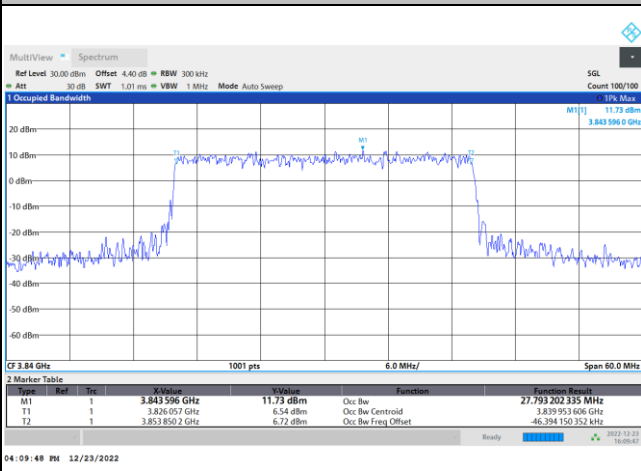 MultiView Spectrum
Ref Level 30.00 dBm Offset 4.40 dB RBW 300 kHz SGL
Att 30 dB SWT 1.01 ms VBW 1 MHz Mode Auto Sweep Count 100/100
1 Occupied Bandwidth 1Pk Max
M1[1] 11.73 dBm
3.843 596 0 GHz
20 dBm
M1
10 dBm
T1 T2
0 dBm
-10 dBm
-20 dBm
-30 dBm
-40 dBm
-50 dBm
-60 dBm
CF 3.84 GHz 1001 pts 6.0 MHz/ Span 60.0 MHz
2 Marker Table
Type Ref Trc X-Value Y-Value Function Function Result
M1 1 3.843 596 GHz 11.73 dBm Occ Bw 27.793 202 335 MHz
T1 1 3.826 057 GHz 6.54 dBm Occ Bw Centroid 3.839 953 606 GHz
T2 1 3.853 850 2 GHz 6.72 dBm Occ Bw Freq Offset -46.394 150 352 kHz
Ready 2022-12-23
16:09:47
04:09:48 PM 12/23/2022